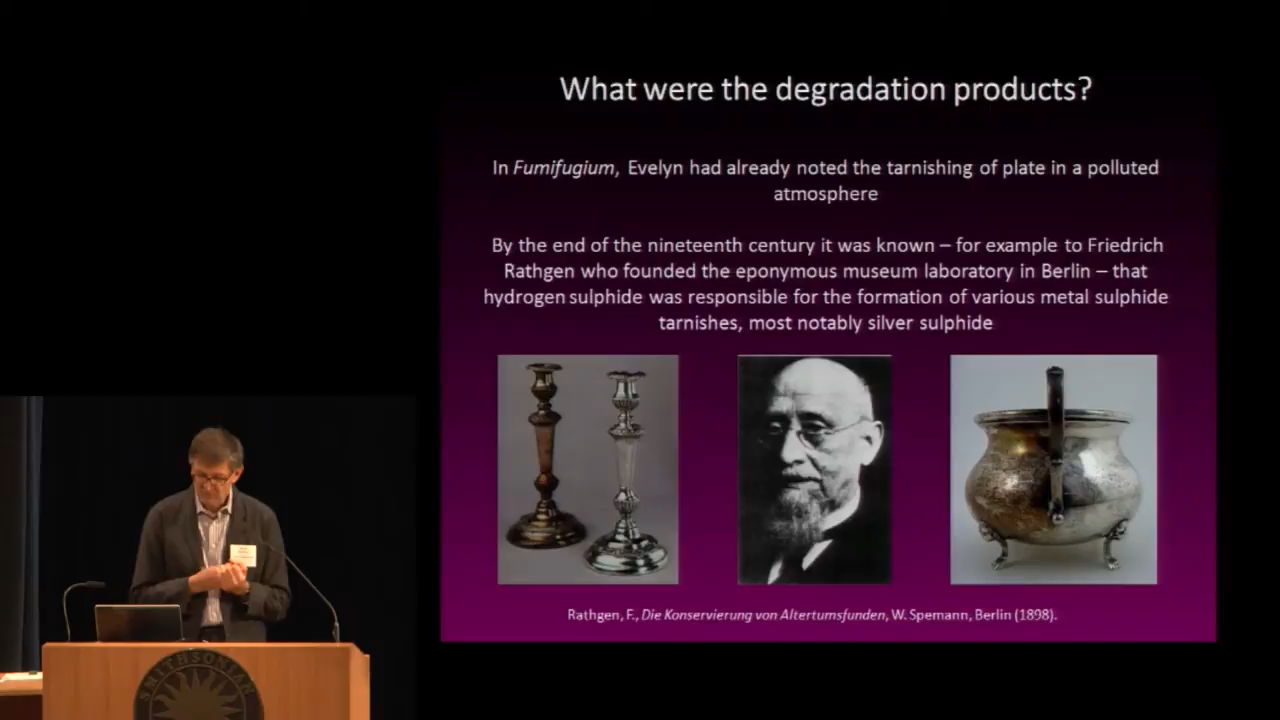 What were the degradation products?
In Fumifugium, Evelyn had already noted the tarnishing of plate in a polluted
atmosphere
By the end of the nineteenth century it was known – for example to Friedrich
Rathgen who founded the eponymous museum laboratory in Berlin – that
hydrogen sulphide was responsible for the formation of various metal sulphide
tarnishes, most notably silver sulphide
Rathgen, F., Die Konservierung von Altertumsfunden, W. Spemann, Berlin (1898).
SMITHSONIAN